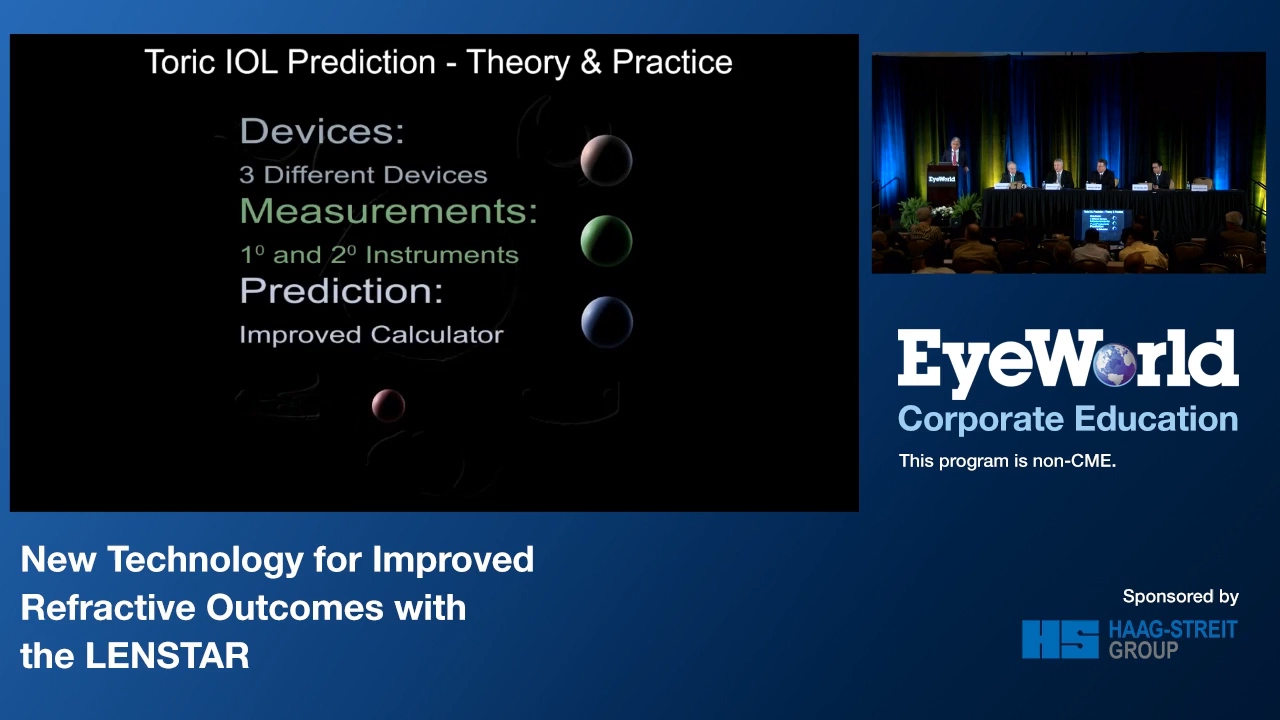 Toric IOL Prediction - Theory & Practice
Devices:
3 Different Devices
Measurements:
1⁰ and 2⁰ Instruments
Prediction:
Improved Calculator
EyeWorld
EyeWorld
Corporate Education
This program is non-CME.
New Technology for Improved
Refractive Outcomes with
the LENSTAR
Sponsored by
HS HAAG-STREIT
GROUP